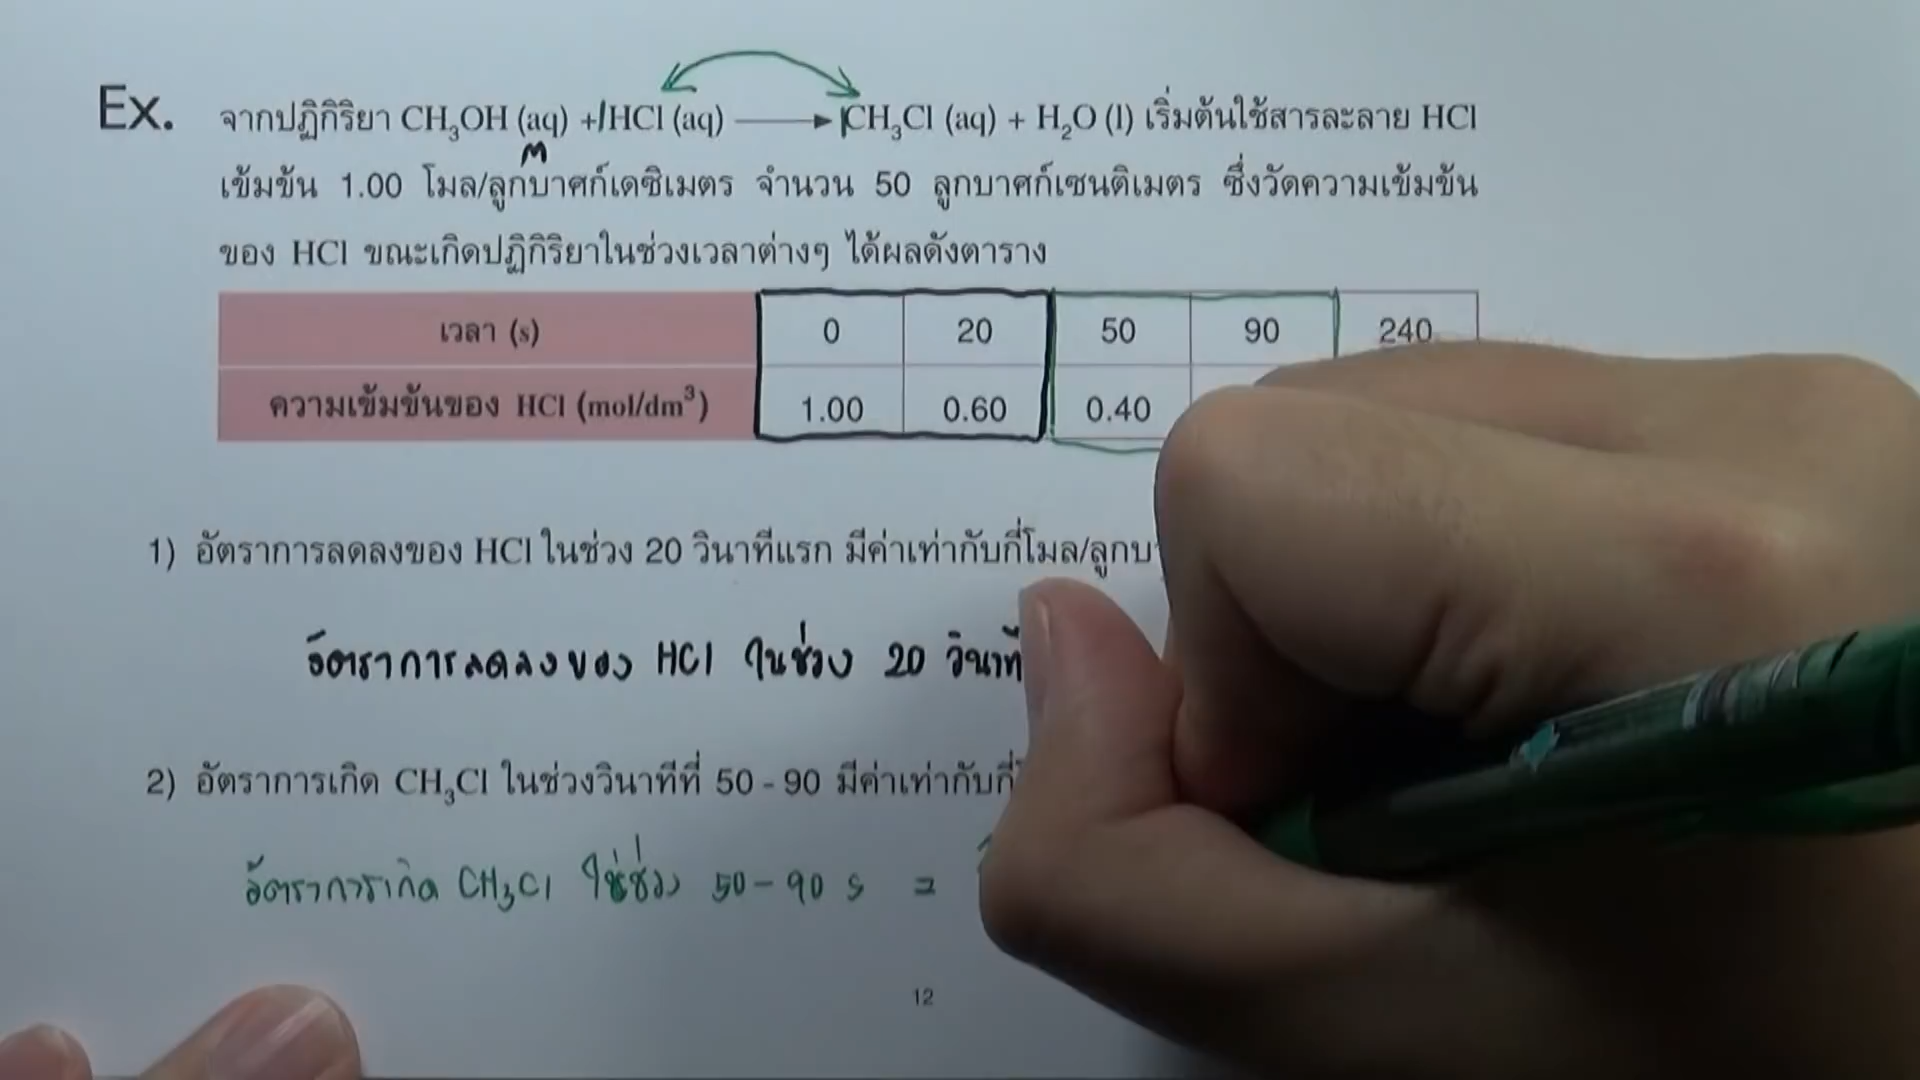 Ex. จากปฏิกิริยา CH₃OH (aq) + HCl (aq) ⟶ CH₃Cl (aq) + H₂O (l) เริ่มต้นใช้สารละลาย HCl
M
เข้มข้น 1.00 โมล/ลูกบาศก์เดซิเมตร จำนวน 50 ลูกบาศก์เซนติเมตร ซึ่งวัดความเข้มข้น
ของ HCl ขณะเกิดปฏิกิริยาในช่วงเวลาต่างๆ ได้ผลดังตาราง
เวลา (s) 0 20 50 90 240
ความเข้มข้นของ HCl (mol/dm³) 1.00 0.60 0.40
1) อัตราการลดลงของ HCl ในช่วง 20 วินาทีแรก มีค่าเท่ากับกี่โมล/
อัตราการลดลงของ HCl ในช่วง 20
2) อัตราการเกิด CH₃Cl ในช่วงวินาทีที่ 50 - 90 มีค่าเท่ากับกี่
อัตราการเกิด CH₃Cl 50 - 90 s =
12